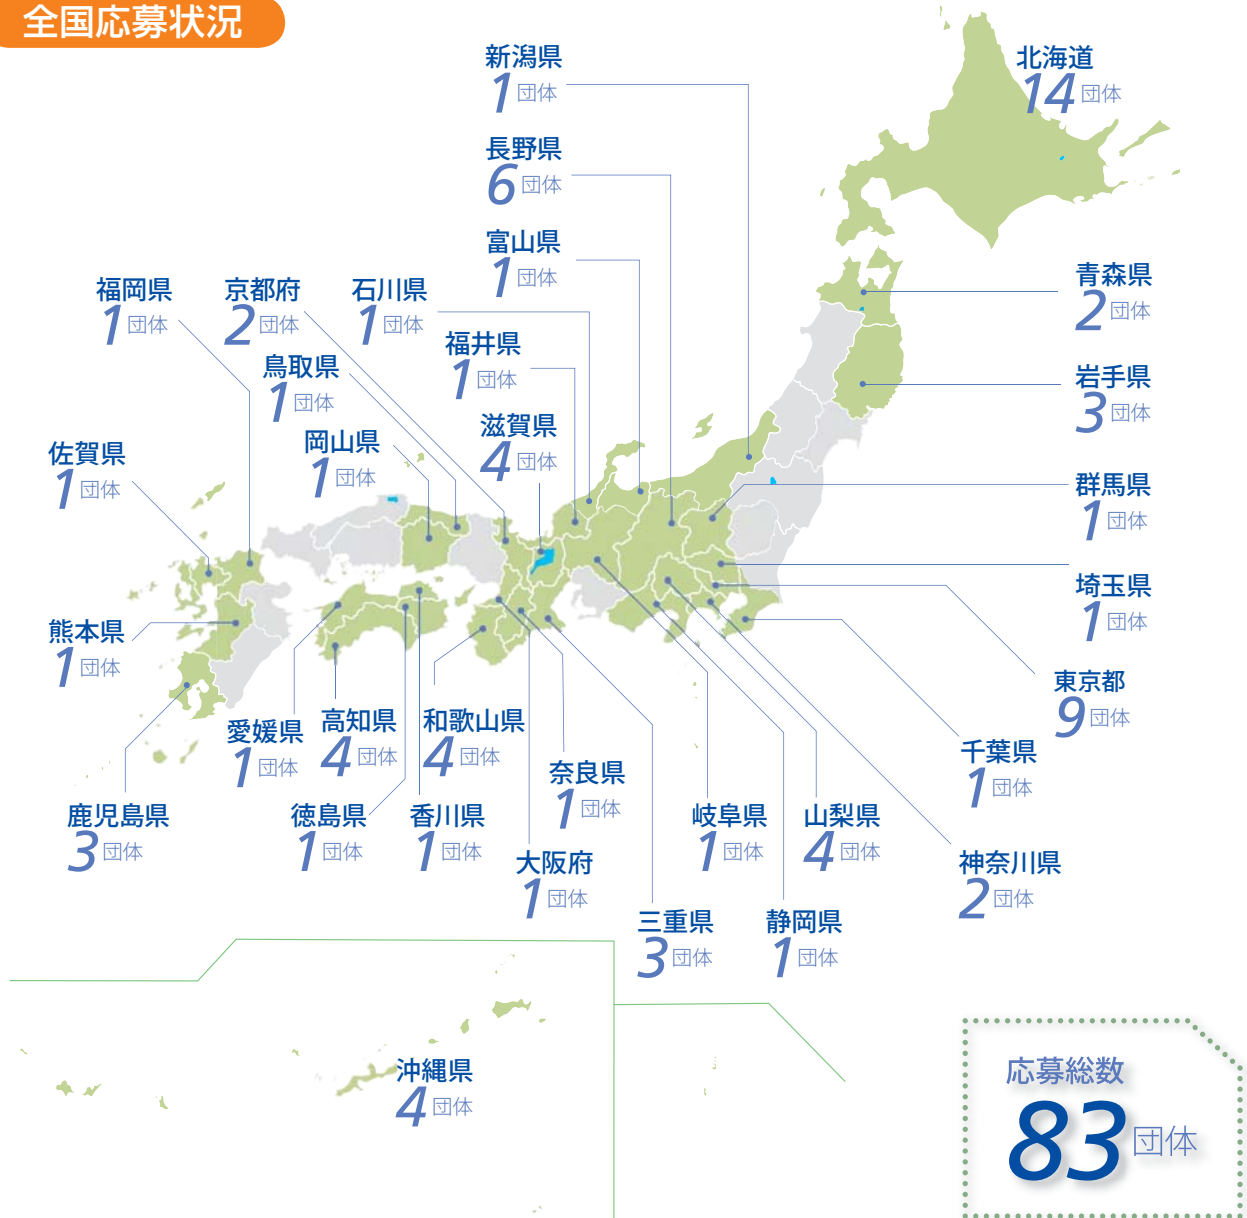 全国応募状況
新潟県
1団体
北海道
14団体
長野県
6団体
富山県
1団体
福岡県
1団体
京都府
2団体
石川県
1団体
青森県
2団体
福井県
1団体
鳥取県
1団体
岩手県
3団体
滋賀県
4団体
岡山県
1団体
佐賀県
1団体
群馬県
1団体
埼玉県
1団体
熊本県
1団体
東京都
9団体
愛媛県
1団体
高知県
4団体
和歌山県
4団体
千葉県
1団体
奈良県
1団体
鹿児島県
3団体
徳島県
1団体
香川県
1団体
岐阜県
1団体
山梨県
4団体
大阪府
1団体
神奈川県
2団体
三重県
3団体
静岡県
1団体
沖縄県
4団体
応募総数
83団体